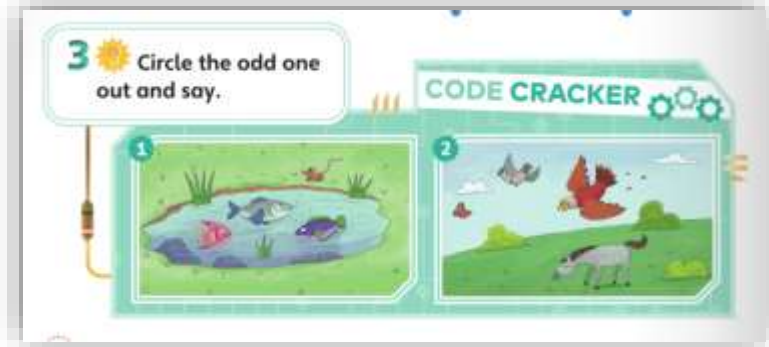 3 Circle the odd one
out and say.
CODE CRACKER
1
2